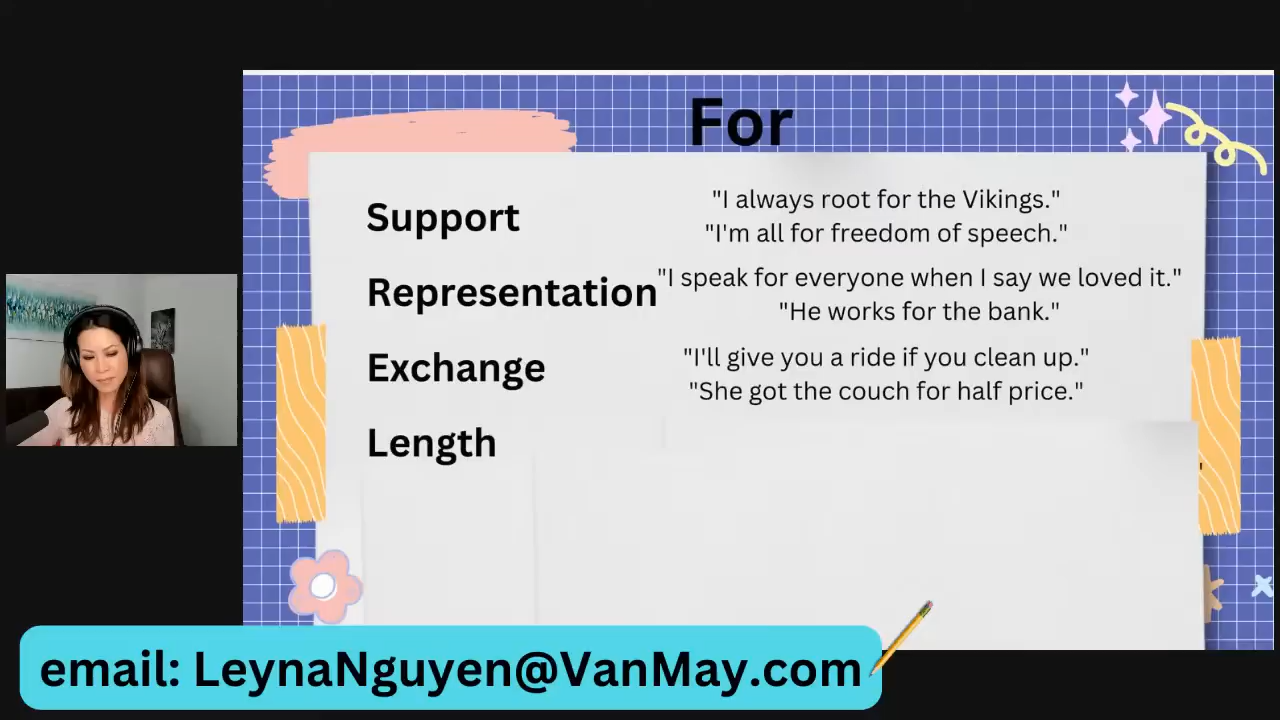 For
Support
"I always root for the Vikings."
"I'm all for freedom of speech."
Representation
"I speak for everyone when I say we loved it."
"He works for the bank."
Exchange
"I'll give you a ride if you clean up."
"She got the couch for half price."
Length
email: LeynaNguyen@VanMay.com